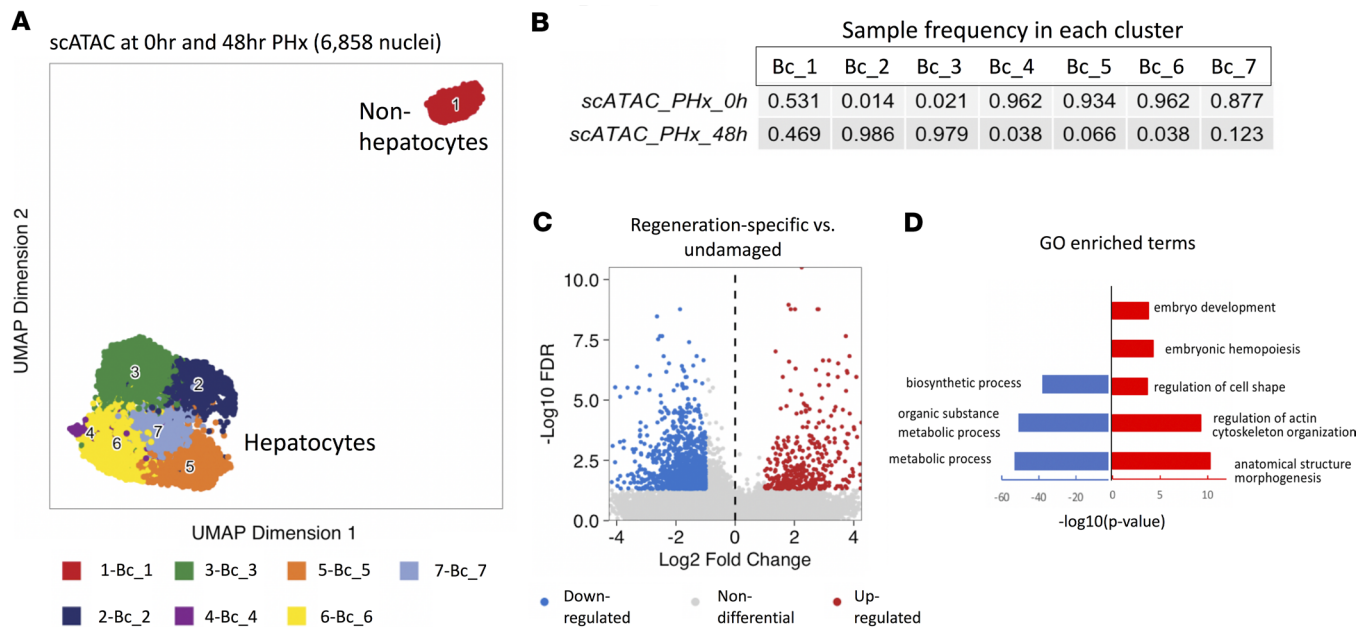 A
scATAC at 0hr and 48hr PHx (6,858 nuclei)
Non-
hepatocytes
1
3
2
4
6
7
5
Hepatocytes
UMAP Dimension 2
UMAP Dimension 1
1-Bc_1
3-Bc_3
5-Bc_5
7-Bc_7
2-Bc_2
4-Bc_4
6-Bc_6
B
Sample frequency in each cluster
Bc_1 Bc_2 Bc_3 Bc_4 Bc_5 Bc_6 Bc_7
scATAC_PHx_0h 0.531 0.014 0.021 0.962 0.934 0.962 0.877
scATAC_PHx_48h 0.469 0.986 0.979 0.038 0.066 0.038 0.123
C
Regeneration-specific vs.
undamaged
-Log10 FDR
10.0
7.5
5.0
2.5
0.0
-4 -2 0 2 4
Log2 Fold Change
Down-
regulated
Non-
differential
Up-
regulated
D
GO enriched terms
embryo development
embryonic hemopoiesis
biosynthetic process
regulation of cell shape
organic substance
metabolic process
regulation of actin
cytoskeleton organization
metabolic process
anatomical structure
morphogenesis
-60 -40 -20 0 5 10
-log10(p-value)